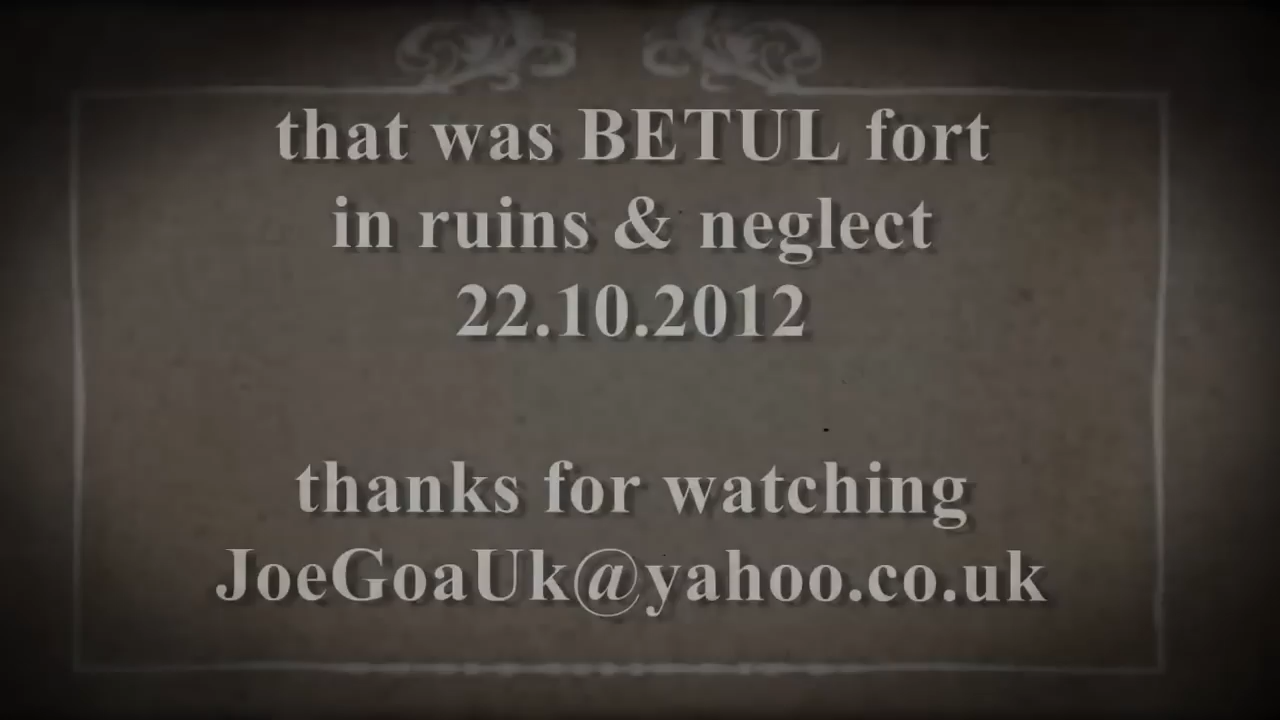 that was BETUL fort
in ruins & neglect
22.10.2012
thanks for watching
JoeGoaUk@yahoo.co.uk